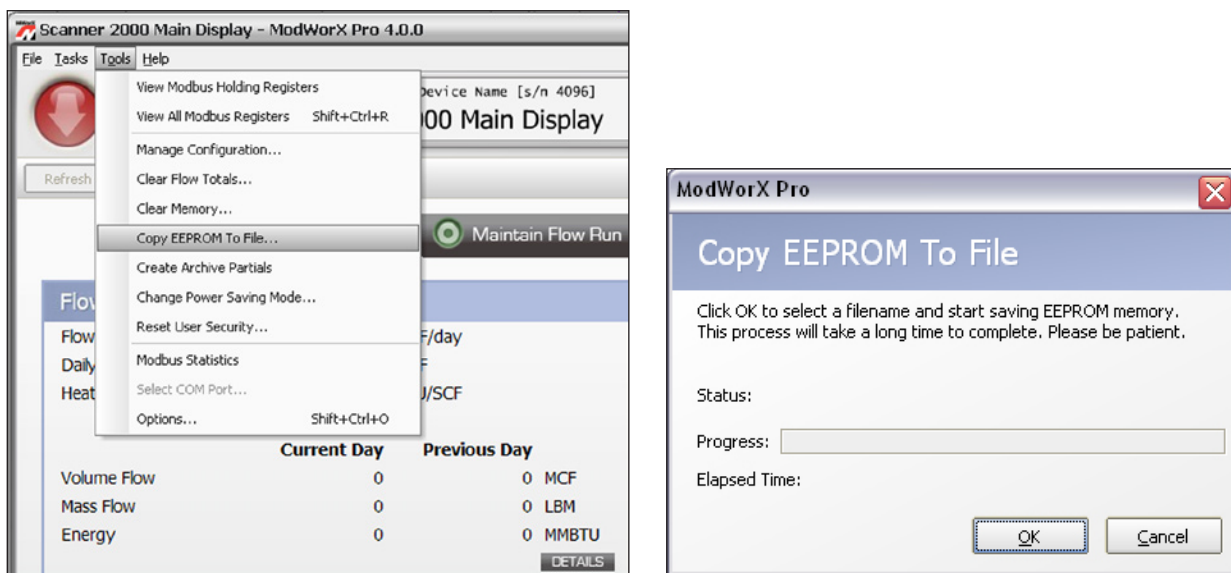 Scanner 2000 Main Display - ModWorX Pro 4.0.0
File Tasks Tools Help
View Modbus Holding Registers
View All Modbus Registers Shift+Ctrl+R
Manage Configuration...
Clear Flow Totals...
Clear Memory...
Copy EEPROM To File...
Create Archive Partials
Change Power Saving Mode...
Reset User Security...
Modbus Statistics
Select COM Port...
Options... Shift+Ctrl+O
Device Name [s/n 4096]
000 Main Display
Refresh
Maintain Flow Run
Flow
Flow F/day
Daily F
Heat J/SCF
Current Day Previous Day
Volume Flow 0 0 MCF
Mass Flow 0 0 LBM
Energy 0 0 MMBTU
DETAILS
ModWorX Pro
Copy EEPROM To File
Click OK to select a filename and start saving EEPROM memory.
This process will take a long time to complete. Please be patient.
Status:
Progress:
Elapsed Time:
OK Cancel